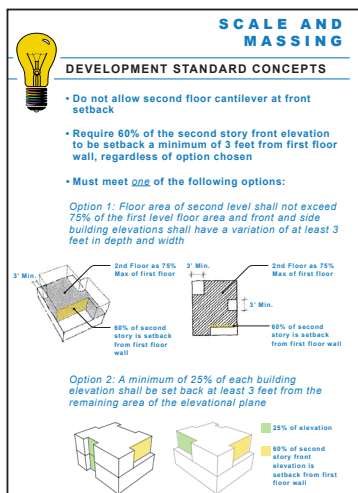 SCALE AND
MASSING
DEVELOPMENT STANDARD CONCEPTS
• Do not allow second floor cantilever at front
setback
• Require 60% of the second story front elevation
to be setback a minimum of 3 feet from first floor
wall, regardless of option chosen
• Must meet one of the following options:
Option 1: Floor area of second level shall not exceed
75% of the first level floor area and front and side
building elevations shall have a variation of at least 3
feet in depth and width
3' Min.
2nd Floor as 75%
Max of first floor
60% of second
story is setback
from first floor
wall
3' Min.
2nd Floor as 75%
Max of first floor
3' Min.
60% of second
story is setback
from first floor wall
Option 2: A minimum of 25% of each building
elevation shall be set back at least 3 feet from the
remaining area of the elevational plane
25% of elevation
60% of second
story front
elevation is
setback from
first floor wall